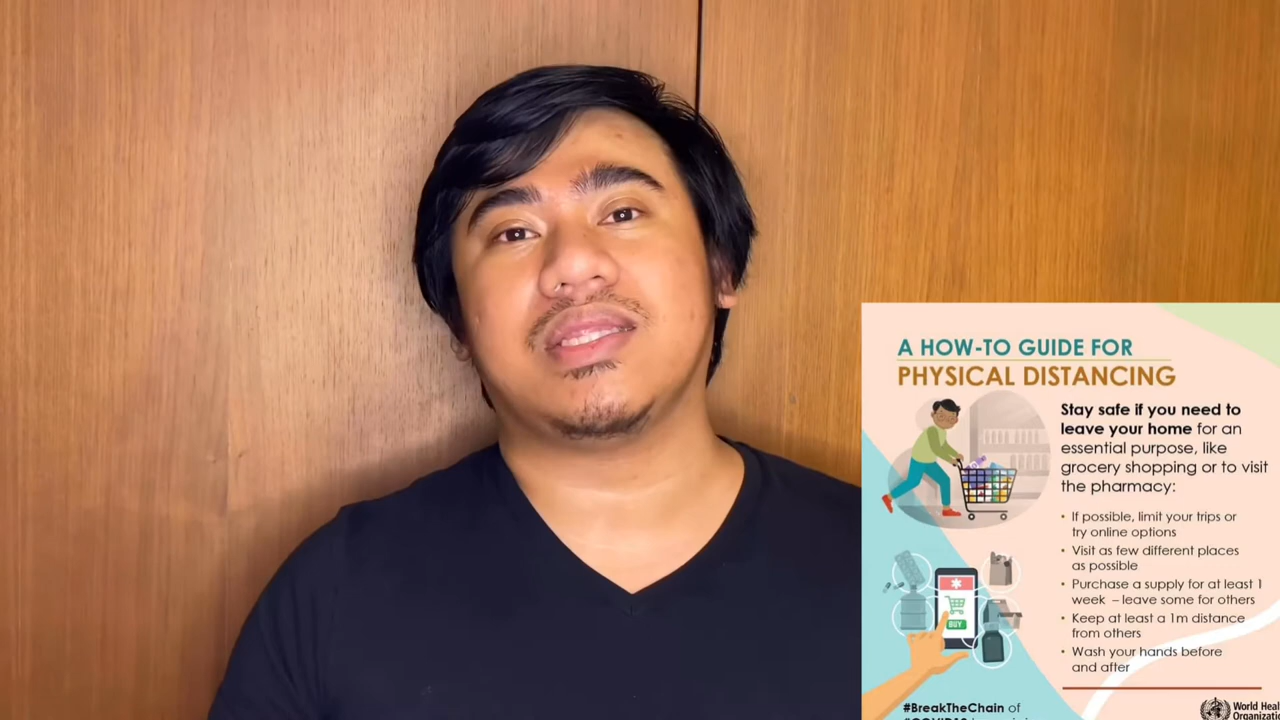 A HOW-TO GUIDE FOR
PHYSICAL DISTANCING
Stay safe if you need to
leave your home for an
essential purpose, like
grocery shopping or to visit
the pharmacy:
• If possible, limit your trips or
try online options
• Visit as few different places
as possible
• Purchase a supply for at least 1
week – leave some for others
• Keep at least a 1m distance
from others
• Wash your hands before
and after
BUY
#BreakTheChain of
World Heal
Organizatio